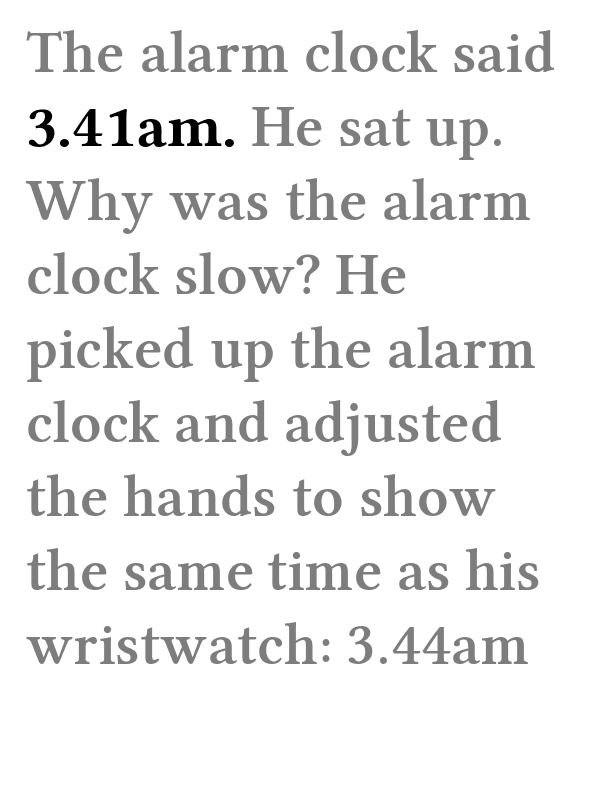 The alarm clock said
3.41am. He sat up.
Why was the alarm
clock slow? He
picked up the alarm
clock and adjusted
the hands to show
the same time as his
wristwatch: 3.44am